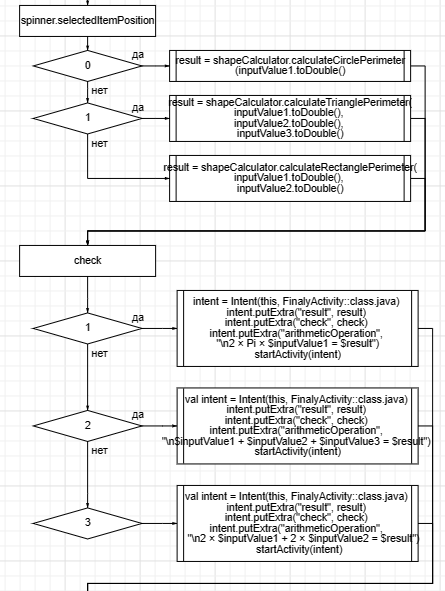 spinner.selectedItemPosition
0
да
result = shapeCalculator.calculateCirclePerimeter
(inputValue1.toDouble()
нет
1
да
result = shapeCalculator.calculateTrianglePerimeter(
inputValue1.toDouble(),
inputValue2.toDouble(),
inputValue3.toDouble()
нет
result = shapeCalculator.calculateRectanglePerimeter(
inputValue1.toDouble(),
inputValue2.toDouble()
check
1
да
intent = Intent(this, FinalyActivity::class.java)
intent.putExtra("result", result)
intent.putExtra("check", check)
intent.putExtra("arithmeticOperation",
"\n2 × Pi × $inputValue1 = $result")
startActivity(intent)
нет
2
да
val intent = Intent(this, FinalyActivity::class.java)
intent.putExtra("result", result)
intent.putExtra("check", check)
intent.putExtra("arithmeticOperation",
"\n$inputValue1 + $inputValue2 + $inputValue3 = $result")
startActivity(intent)
нет
3
val intent = Intent(this, FinalyActivity::class.java)
intent.putExtra("result", result)
intent.putExtra("check", check)
intent.putExtra("arithmeticOperation",
"\n2 × $inputValue1 + 2 × $inputValue2 = $result")
startActivity(intent)